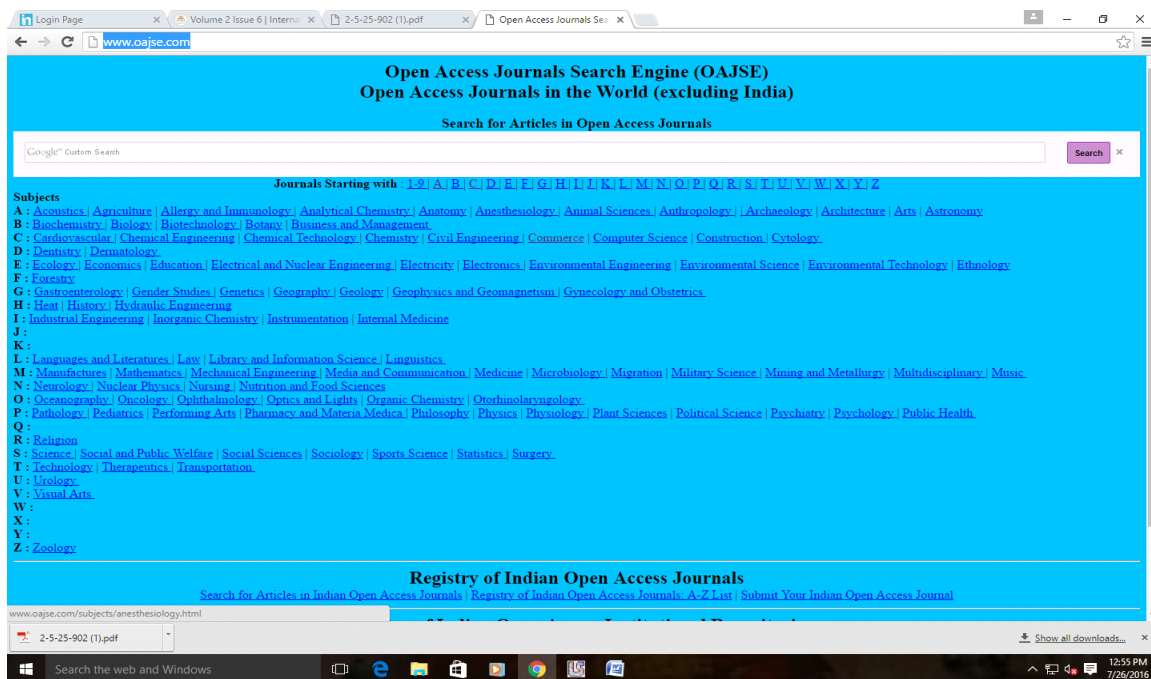 Login Page
Volume 2 Issue 6 | Interna
2-5-25-902 (1).pdf
Open Access Journals Sea
www.oajse.com
Open Access Journals Search Engine (OAJSE)
Open Access Journals in the World (excluding India)
Search for Articles in Open Access Journals
Google™ Custom Search
Search
Journals Starting with : 1-9 | A | B | C | D | E | F | G | H | I | J | K | L | M | N | O | P | Q | R | S | T | U | V | W | X | Y | Z
Subjects
A : Acoustics | Agriculture | Allergy and Immunology | Analytical Chemistry | Anatomy | Anesthesiology | Animal Sciences | Anthropology | | Archaeology | Architecture | Arts | Astronomy
B : Biochemistry | Biology | Biotechnology | Botany | Business and Management
C : Cardiovascular | Chemical Engineering | Chemical Technology | Chemistry | Civil Engineering | Commerce | Computer Science | Construction | Cytology
D : Dentistry | Dermatology
E : Ecology | Economics | Education | Electrical and Nuclear Engineering | Electricity | Electronics | Environmental Engineering | Environmental Science | Environmental Technology | Ethnology
F : Forestry
G : Gastroenterology | Gender Studies | Genetics | Geography | Geology | Geophysics and Geomagnetism | Gynecology and Obstetrics
H : Heat | History | Hydraulic Engineering
I : Industrial Engineering | Inorganic Chemistry | Instrumentation | Internal Medicine
J :
K :
L : Languages and Literatures | Law | Library and Information Science | Linguistics
M : Manufactures | Mathematics | Mechanical Engineering | Media and Communication | Medicine | Microbiology | Migration | Military Science | Mining and Metallurgy | Multidisciplinary | Music
N : Neurology | Nuclear Physics | Nursing | Nutrition and Food Sciences
O : Oceanography | Oncology | Ophthalmology | Optics and Lights | Organic Chemistry | Otorhinolaryngology
P : Pathology | Pediatrics | Performing Arts | Pharmacy and Materia Medica | Philosophy | Physics | Physiology | Plant Sciences | Political Science | Psychiatry | Psychology | Public Health
Q :
R : Religion
S : Science | Social and Public Welfare | Social Sciences | Sociology | Sports Science | Statistics | Surgery
T : Technology | Therapeutics | Transportation
U : Urology
V : Visual Arts
W :
X :
Y :
Z : Zoology
Registry of Indian Open Access Journals
Search for Articles in Indian Open Access Journals | Registry of Indian Open Access Journals: A-Z List | Submit Your Indian Open Access Journal
www.oajse.com/subjects/anesthesiology.html
2-5-25-902 (1).pdf
Show all downloads...
Search the web and Windows
12:55 PM
7/26/2016